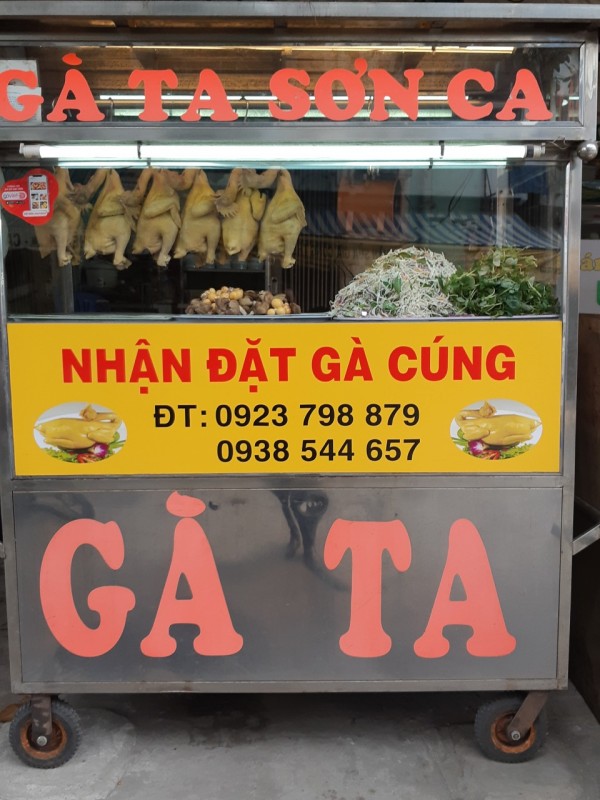 GÀ TA SƠN CA
NHẬN ĐẶT GÀ CÚNG
ĐT: 0923 798 879
0938 544 657
GÀ TA